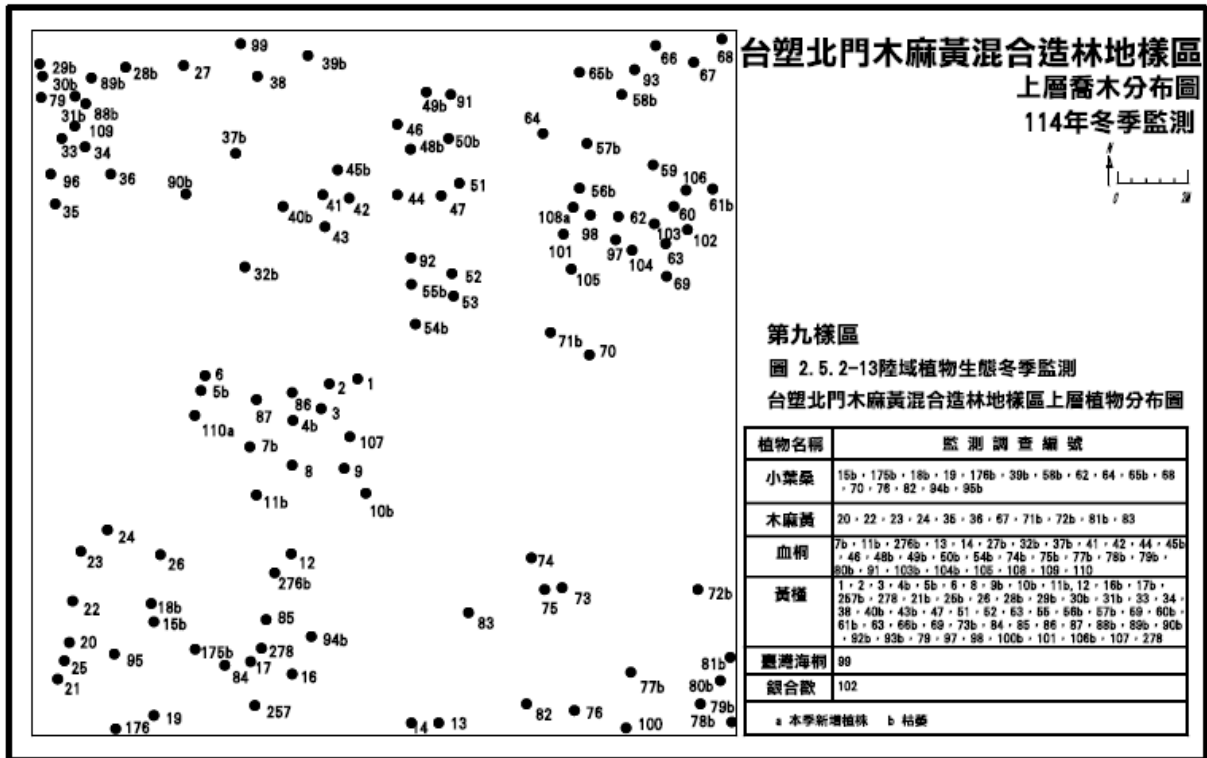 台塑北門木麻黃混合造林地樣區
上層喬木分布圖
114年冬季監測
N
0
2M
99
39b
66
68
29b
28b
27
67
30b
89b
38
65b
93
79
88b
49b
91
58b
31b
109
46
64
33
34
37b
48b
50b
57b
59
96
36
45b
106
90b
51
56b
61b
35
40b
41
42
44
47
108a
98
62
60
43
103
102
101
97
104
63
92
105
32b
52
69
55b
53
54b
71b
70
第九樣區
圖 2.5.2-13陸域植物生態冬季監測
台塑北門木麻黃混合造林地樣區上層植物分布圖
6
5b
2
1
86
87
3
110a
4b
107
7b
8
9
11b
10b
24
23
26
12
74
276b
75
73
72b
22
18b
15b
85
83
20
94b
95
175b
278
25
84
17
16
81b
21
77b
80b
257
82
76
79b
19
176
14
13
100
78b
植物名稱
監測調查編號
小葉桑
15b，175b，18b，19，176b，39b，58b，62，64，65b，68
，70，76，82，94b，95b
木麻黃
20，22，23，24，35，36，67，71b，72b，81b，83
血桐
7b，11b，276b，13，14，27b，32b，37b，41，42，44，45b
，46，48b，49b，50b，54b，74b，75b，77b，78b，79b，
80b，91，103b，104b，105，108，109，110
黃槿
1，2，3，4b，5b，6，8，9b，10b，11b, 12，16b，17b，
257b，278，21b，25b，26，28b，29b，30b，31b，33，34，
38，40b，43b，47，51，52，53，55，56b，57b，69，60b，
61b，63，66b，69，73b，84，85，86，87，88b，89b，90b
，92b，93b，79，97，98，100b，101，106b，107，278
臺灣海桐
99
銀合歡
102
a 本季新增植株 b 枯萎